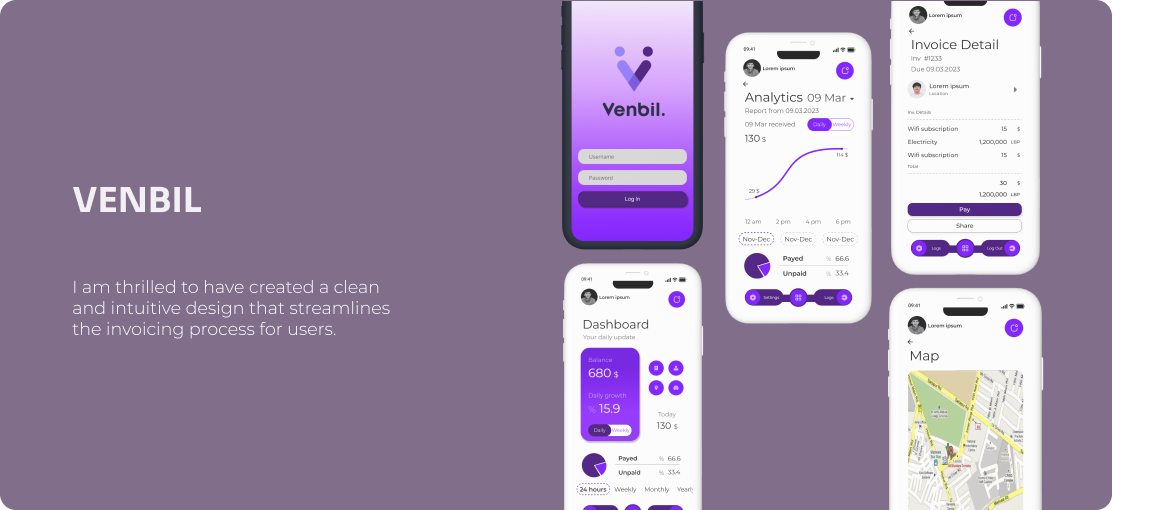 VENBIL
I am thrilled to have created a clean
and intuitive design that streamlines
the invoicing process for users.
Venbil.
Username
Password
Log In
09:41
Lorem ipsum
Dashboard
Your daily update
Balance
680 $
Daily growth
% 15.9
Daily Weekly
Today
130 $
Payed % 66.6
Unpaid % 33.4
24 hours Weekly Monthly Yearly
09:41
Lorem ipsum
Analytics 09 Mar
Report from 09.03.2023
09 Mar received
Daily Weekly
130 $
114 $
29 $
12 am 2 pm 4 pm 6 pm
Nov-Dec Nov-Dec Nov-Dec
Payed % 66.6
Unpaid % 33.4
Settings Logs
Lorem ipsum
Invoice Detail
Inv #1233
Due 09.03.2023
Lorem ipsum
Location
Inv. Details
Wifi subscription 15 $
Electricity 1,200,000 LBP
Wifi subscription 15 $
Total
30 $
1,200,000 LBP
Pay
Share
Logs Log Out
09:41
Lorem ipsum
Map